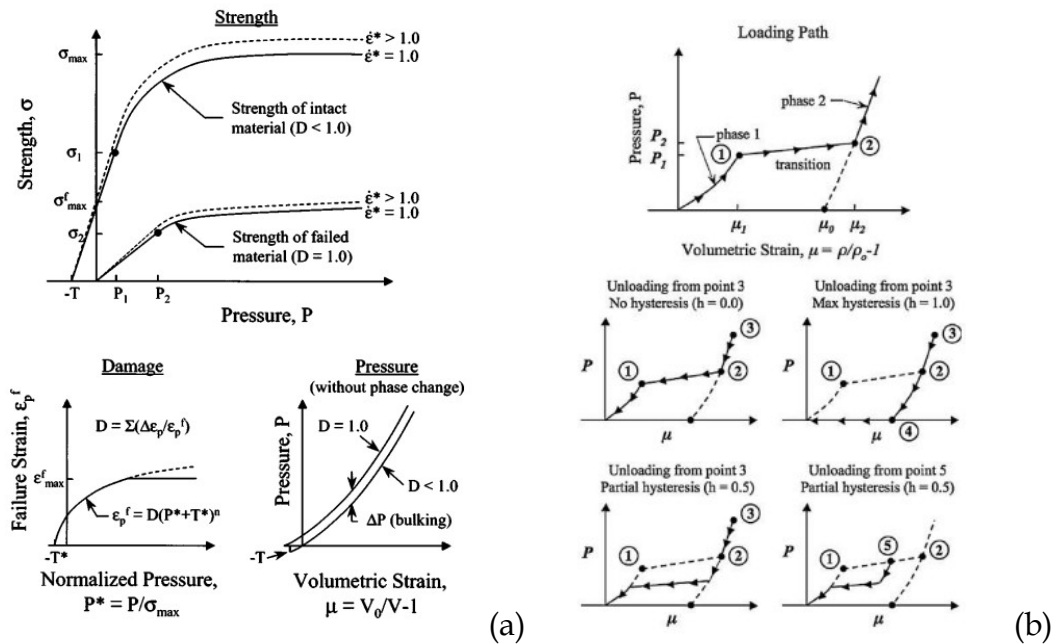 Strength
Strength, σ
σmax
σ1
σᶠmax
σ2
ε̇* > 1.0
ε̇* = 1.0
Strength of intact
material (D < 1.0)
ε̇* > 1.0
ε̇* = 1.0
Strength of failed
material (D = 1.0)
-T
P1
P2
Pressure, P
Damage
Failure Strain, εpᶠ
D = Σ(Δεp/εpᶠ)
εᶠmax
εpᶠ = D(P*+T*)ⁿ
-T*
Normalized Pressure,
P* = P/σmax
Pressure
(without phase change)
Pressure, P
D = 1.0
D < 1.0
ΔP (bulking)
-T
Volumetric Strain,
μ = V0/V-1
(a)
Loading Path
Pressure, P
phase 2
phase 1
P2
P1
①
②
transition
μ1
μ0
μ2
Volumetric Strain, μ = ρ/ρo-1
Unloading from point 3
No hysteresis (h = 0.0)
P
①
②
③
μ
Unloading from point 3
Max hysteresis (h = 1.0)
P
①
②
③
μ
④
Unloading from point 3
Partial hysteresis (h = 0.5)
P
①
②
③
μ
Unloading from point 5
Partial hysteresis (h = 0.5)
P
①
⑤
②
μ
(b)